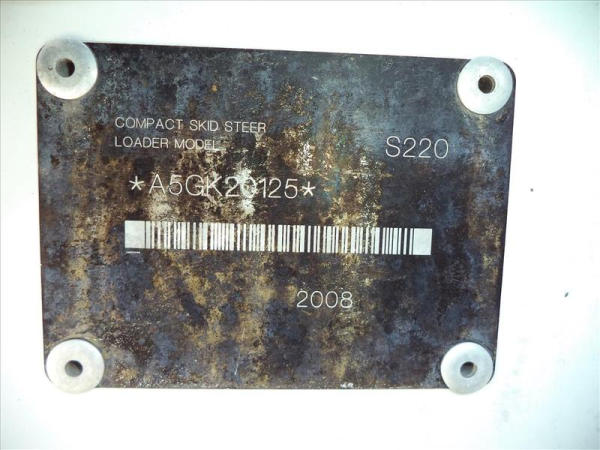 COMPACT SKID STEER
LOADER MODEL S220
*A5GK20125*
2008